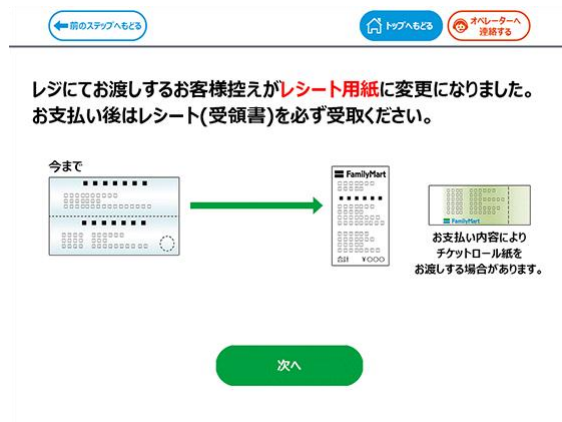 前のステップへもどる
トップへもどる
オペレーターへ
連絡する
レジにてお渡しするお客様控えがレシート用紙に変更になりました。
お支払い後はレシート(受領書)を必ず受取ください。
今まで
FamilyMart
合計 ¥〇〇〇
FamilyMart
お支払い内容により
チケットロール紙を
お渡しする場合があります。
次へ